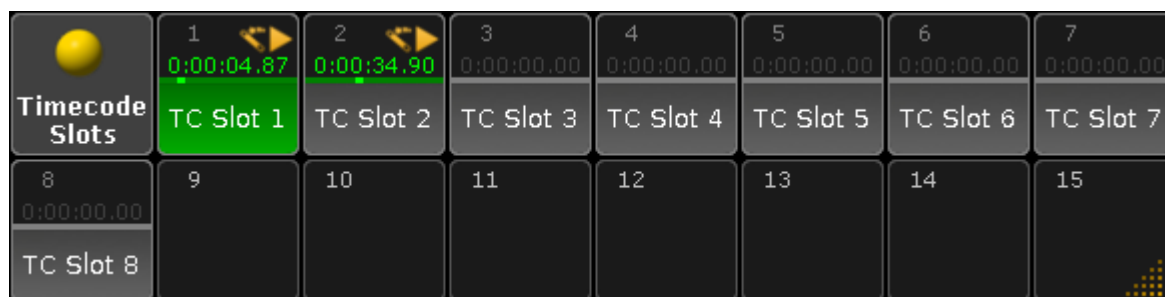 Timecode
Slots
1
0:00:04.87
TC Slot 1
2
0:00:34.90
TC Slot 2
3
0:00:00.00
TC Slot 3
4
0:00:00.00
TC Slot 4
5
0:00:00.00
TC Slot 5
6
0:00:00.00
TC Slot 6
7
0:00:00.00
TC Slot 7
8
0:00:00.00
TC Slot 8
9
10
11
12
13
14
15